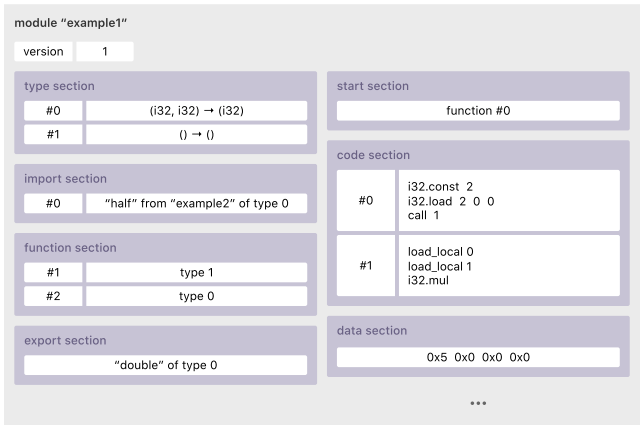 module “example1”
version 1
type section
#0 (i32, i32) → (i32)
#1 () → ()
import section
#0 “half” from “example2” of type 0
function section
#1 type 1
#2 type 0
export section
“double” of type 0
start section
function #0
code section
#0
i32.const 2
i32.load 2 0 0
call 1
#1
load_local 0
load_local 1
i32.mul
data section
0x5 0x0 0x0 0x0
•••